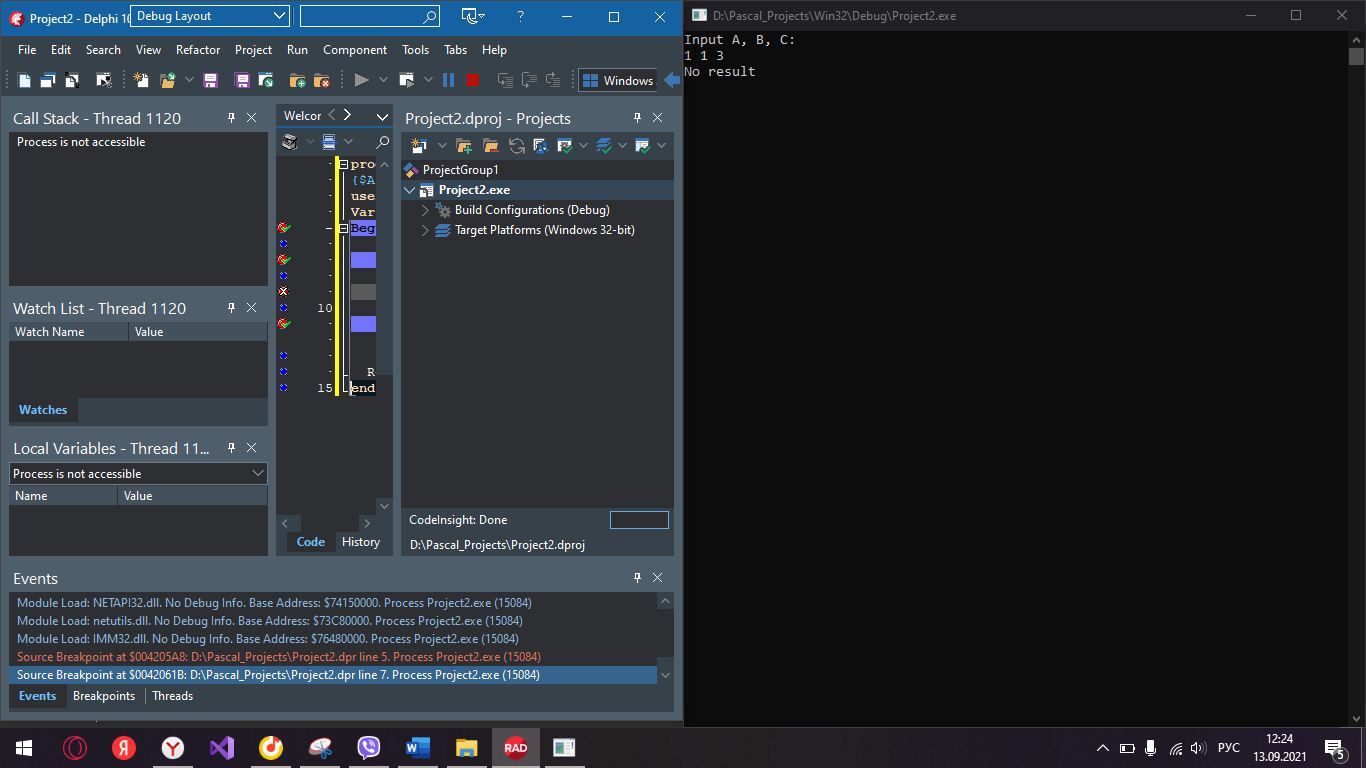 Project2 - Delphi 10
Debug Layout
?
File Edit Search View Refactor Project Run Component Tools Tabs Help
Windows
Call Stack - Thread 1120
Process is not accessible
Watch List - Thread 1120
Watch Name Value
Watches
Local Variables - Thread 11...
Process is not accessible
Name Value
Welcor
pro
{$A
use
Var
Beg
10
R
15 end
Code History
Project2.dproj - Projects
ProjectGroup1
Project2.exe
Build Configurations (Debug)
Target Platforms (Windows 32-bit)
CodeInsight: Done
D:\Pascal_Projects\Project2.dproj
Events
Module Load: NETAPI32.dll. No Debug Info. Base Address: $74150000. Process Project2.exe (15084)
Module Load: netutils.dll. No Debug Info. Base Address: $73C80000. Process Project2.exe (15084)
Module Load: IMM32.dll. No Debug Info. Base Address: $76480000. Process Project2.exe (15084)
Source Breakpoint at $004205A8: D:\Pascal_Projects\Project2.dpr line 5. Process Project2.exe (15084)
Source Breakpoint at $0042061B: D:\Pascal_Projects\Project2.dpr line 7. Process Project2.exe (15084)
Events Breakpoints Threads
D:\Pascal_Projects\Win32\Debug\Project2.exe
Input A, B, C:
1 1 3
No result
Я
Y
W
RAD
РУС
12:24
13.09.2021
5